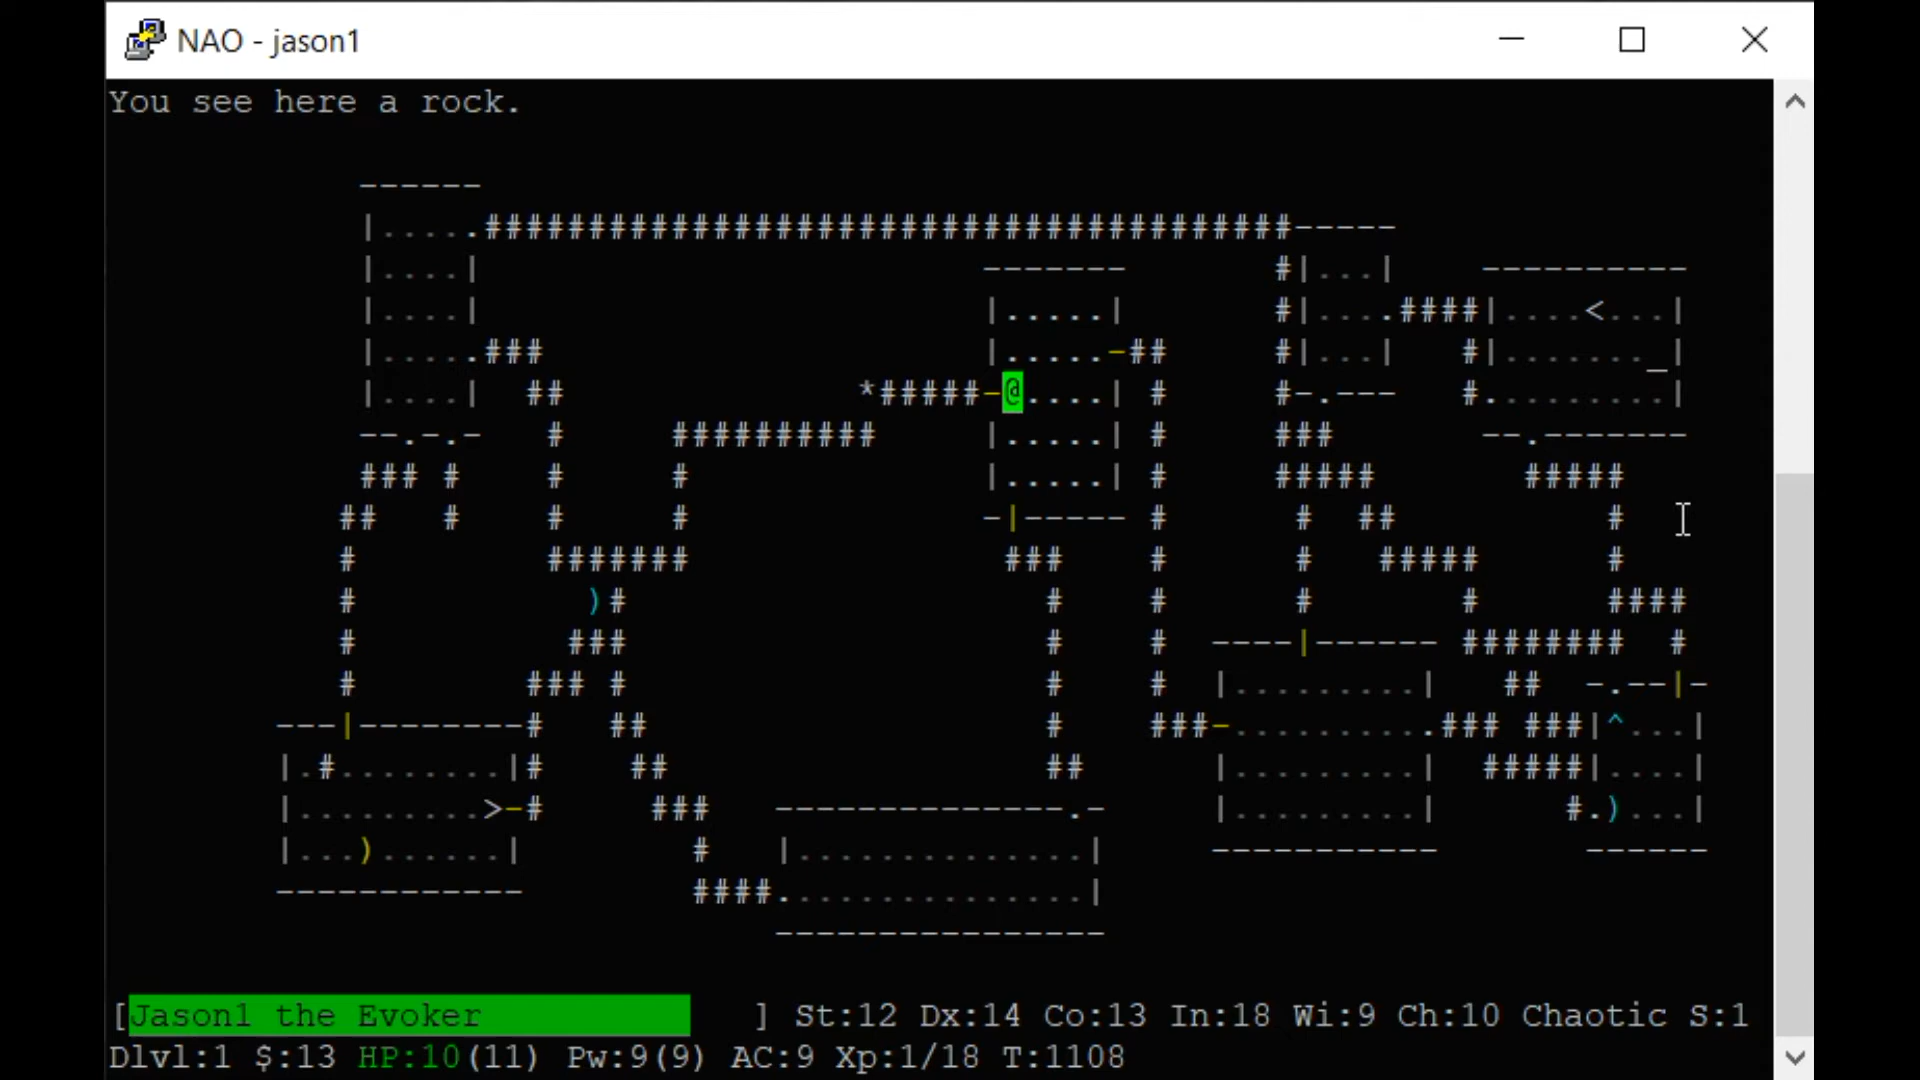 NAO - jason1
You see here a rock.
------
|.....#######################################-----
|....| ------- #|...| ----------
|....| |.....| #|....####|....<...|
|.....### |.....-## #|...| #|......._|
|....| ## *#####-@....| # #-.--- #.........|
--.-.- # ########## |.....| # ### --.-------
### # # # |.....| # ##### #####
## # # # -|----- # # ## #
# ####### ### # # ##### #
# )# # # # # ####
# ### # # ----|------ ######## #
# ### # # # |.........| ## -.--|-
---|--------# ## # ###-..........### ###|^...|
|.#........|# ## ## |.........| #####|....|
|.........>-# ### --------------.- |.........| #.)...|
|...)......| # |..............| ----------- ------
------------ ####...............|
----------------
[Jason1 the Evoker ] St:12 Dx:14 Co:13 In:18 Wi:9 Ch:10 Chaotic S:1
Dlvl:1 $:13 HP:10(11) Pw:9(9) AC:9 Xp:1/18 T:1108